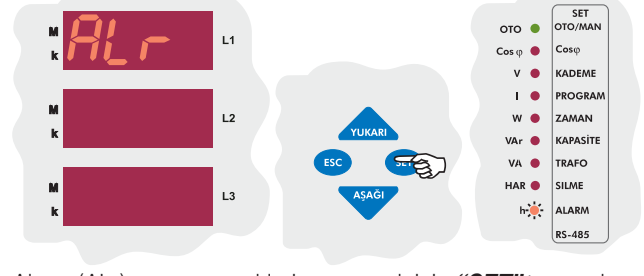 M
k
ALr
L1
M
k
L2
M
k
L3
YUKARI
ESC
SET
AŞAĞI
SET
OTO OTO/MAN
Cos φ Cosφ
V KADEME
I PROGRAM
W ZAMAN
VAr KAPASİTE
VA TRAFO
HAR SİLME
h ALARM
RS-485
"SET"